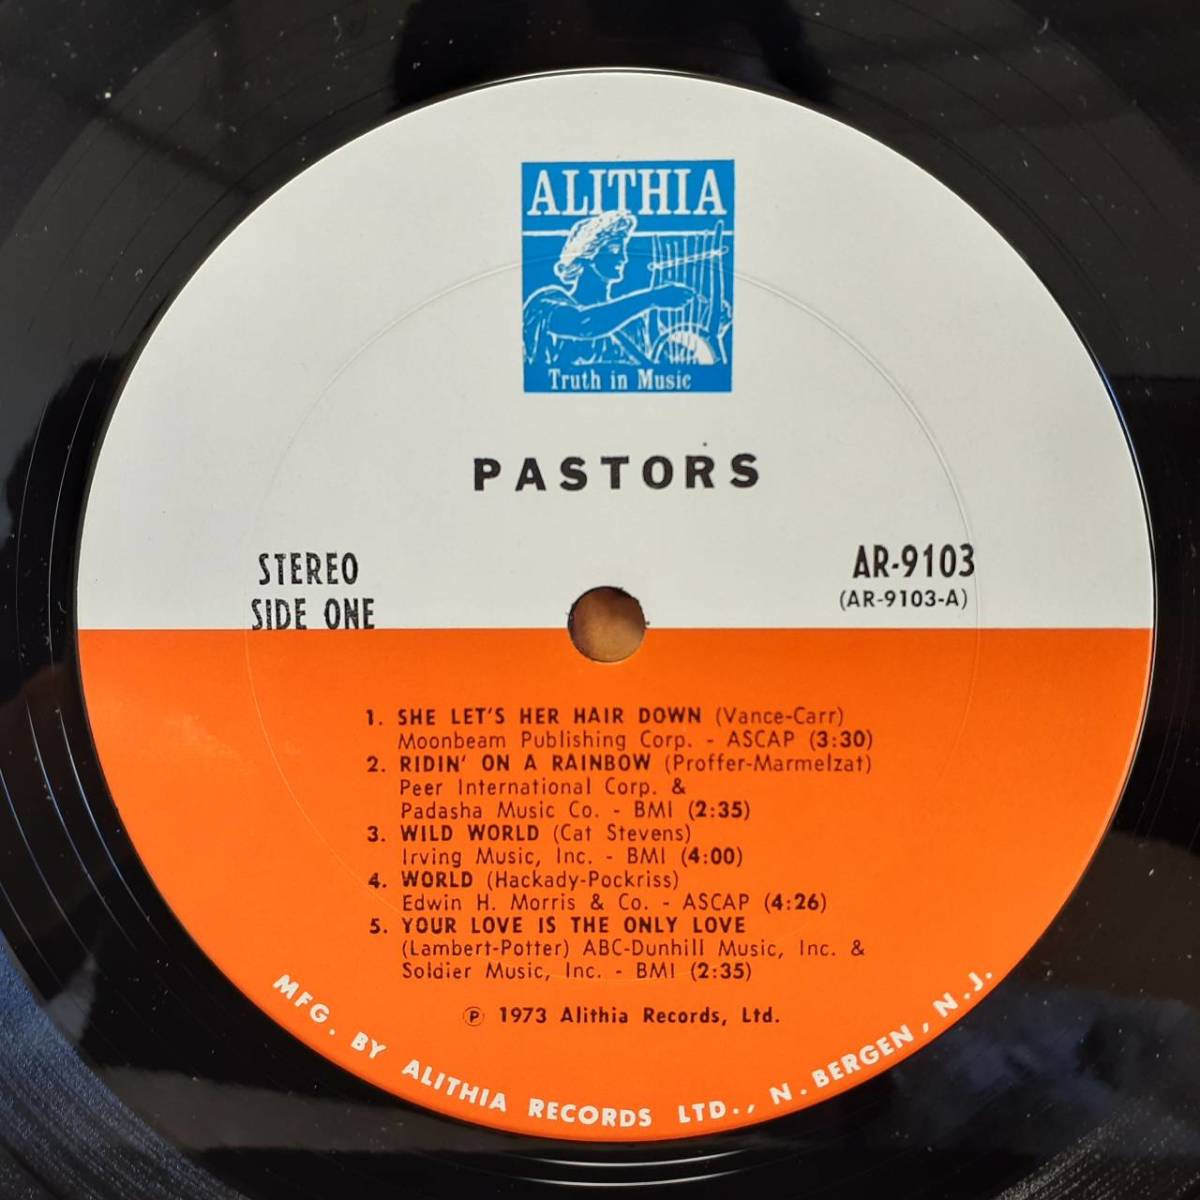 ALITHIA
Truth in Music
PASTORS
STEREO
SIDE ONE
AR-9103
(AR-9103-A)
1. SHE LET'S HER HAIR DOWN (Vance-Carr)
Moonbeam Publishing Corp. - ASCAP (3:30)
2. RIDIN' ON A RAINBOW (Proffer-Marmelzat)
Peer International Corp. &
Padasha Music Co. - BMI (2:35)
3. WILD WORLD (Cat Stevens)
Irving Music, Inc. - BMI (4:00)
4. WORLD (Hackady-Pockriss)
Edwin H. Morris & Co. - ASCAP (4:26)
5. YOUR LOVE IS THE ONLY LOVE
(Lambert-Potter) ABC-Dunhill Music, Inc. &
Soldier Music, Inc. - BMI (2:35)
℗ 1973 Alithia Records, Ltd.
MFG. BY ALITHIA RECORDS LTD., N. BERGEN, N.J.